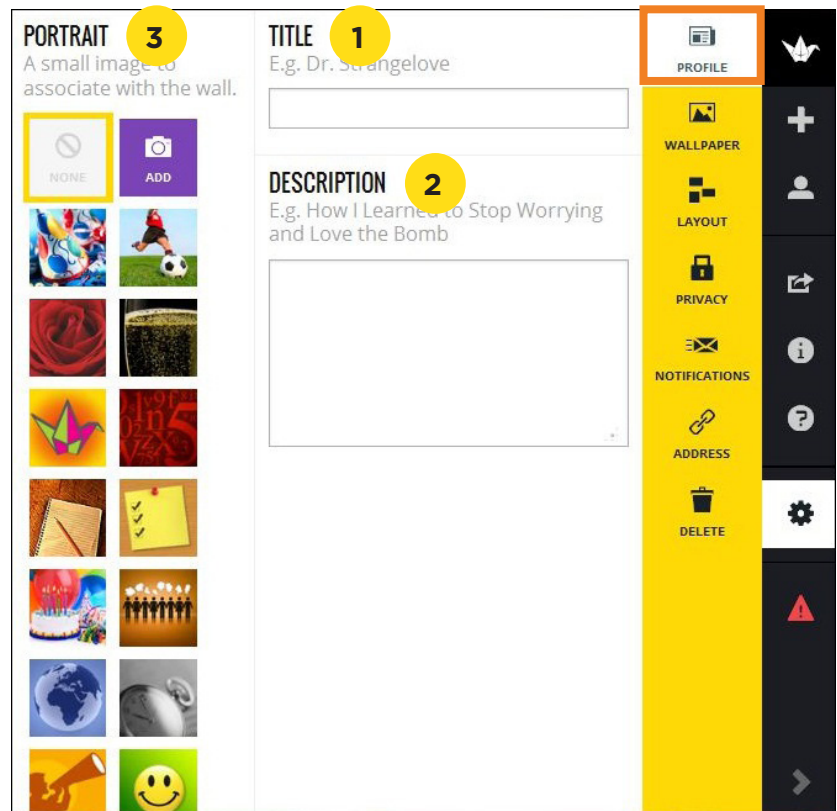 PORTRAIT
3
A small image to
associate with the wall.
NONE
ADD
TITLE
1
E.g. Dr. Strangelove
DESCRIPTION
2
E.g. How I Learned to Stop Worrying
and Love the Bomb
PROFILE
WALLPAPER
LAYOUT
PRIVACY
NOTIFICATIONS
ADDRESS
DELETE